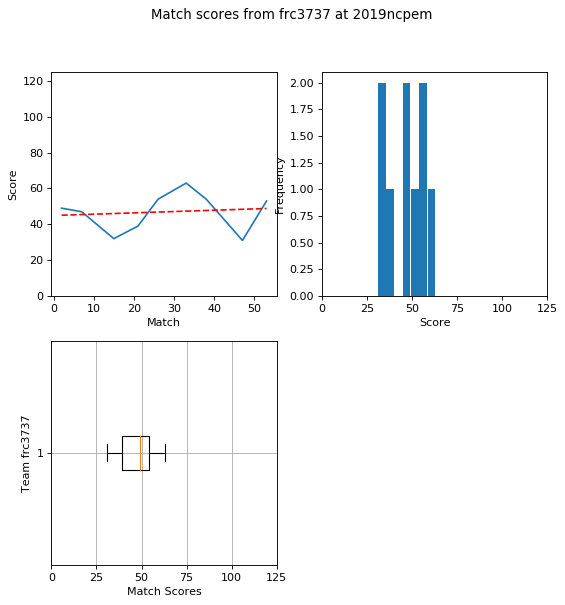 Match scores from frc3737 at 2019ncpem
120
100
80
60
40
20
0
Score
0 10 20 30 40 50
Match
2.00
1.75
1.50
1.25
1.00
0.75
0.50
0.25
0.00
Frequency
0 25 50 75 100 125
Score
Team frc3737
1
0 25 50 75 100 125
Match Scores